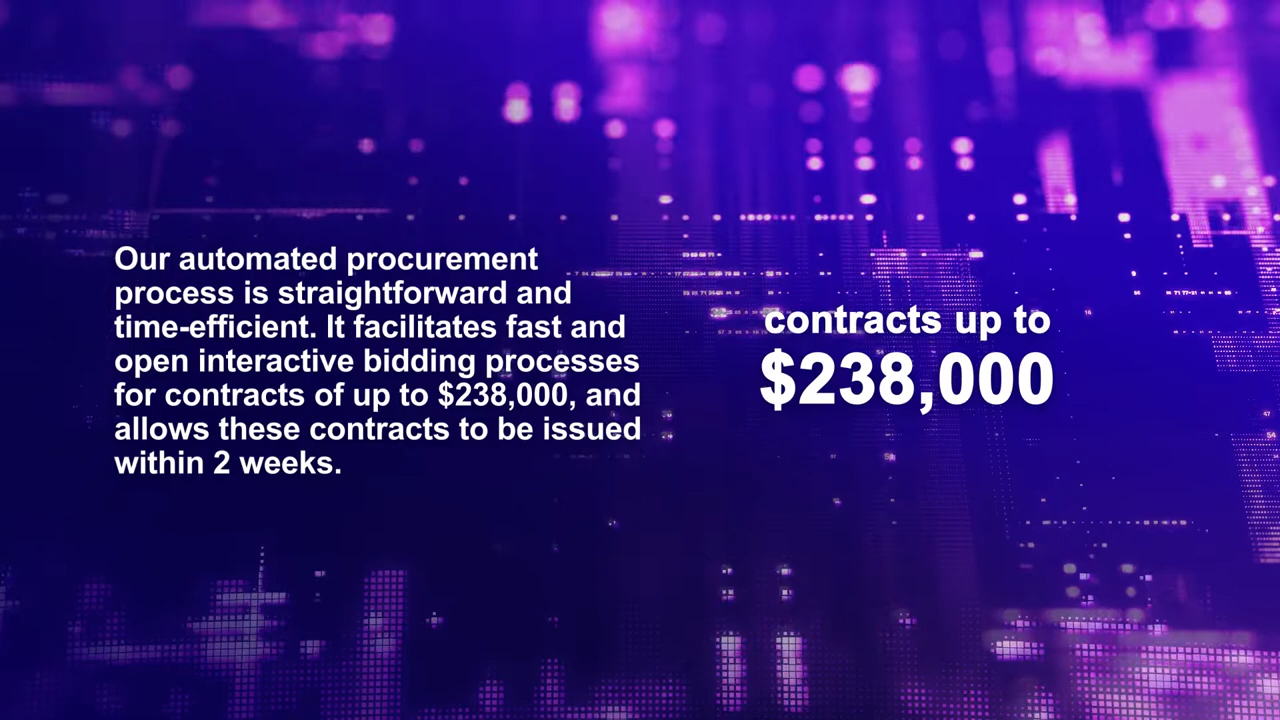 Our automated procurement
process is straightforward and
time-efficient. It facilitates fast and
open interactive bidding processes
for contracts of up to $238,000, and
allows these contracts to be issued
within 2 weeks.
contracts up to
$238,000